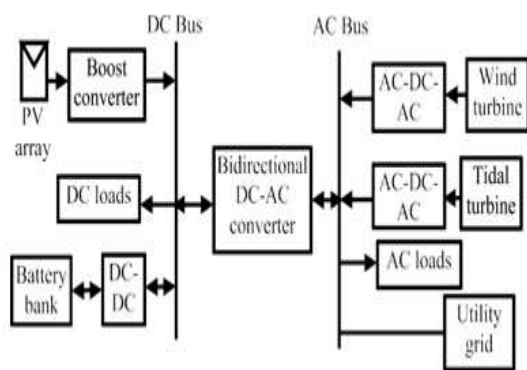 DC Bus
AC Bus
PV
array
Boost
converter
DC loads
Battery
bank
DC-
DC
Bidirectional
DC-AC
converter
AC-DC-
AC
Wind
turbine
AC-DC-
AC
Tidal
turbine
AC loads
Utility
grid